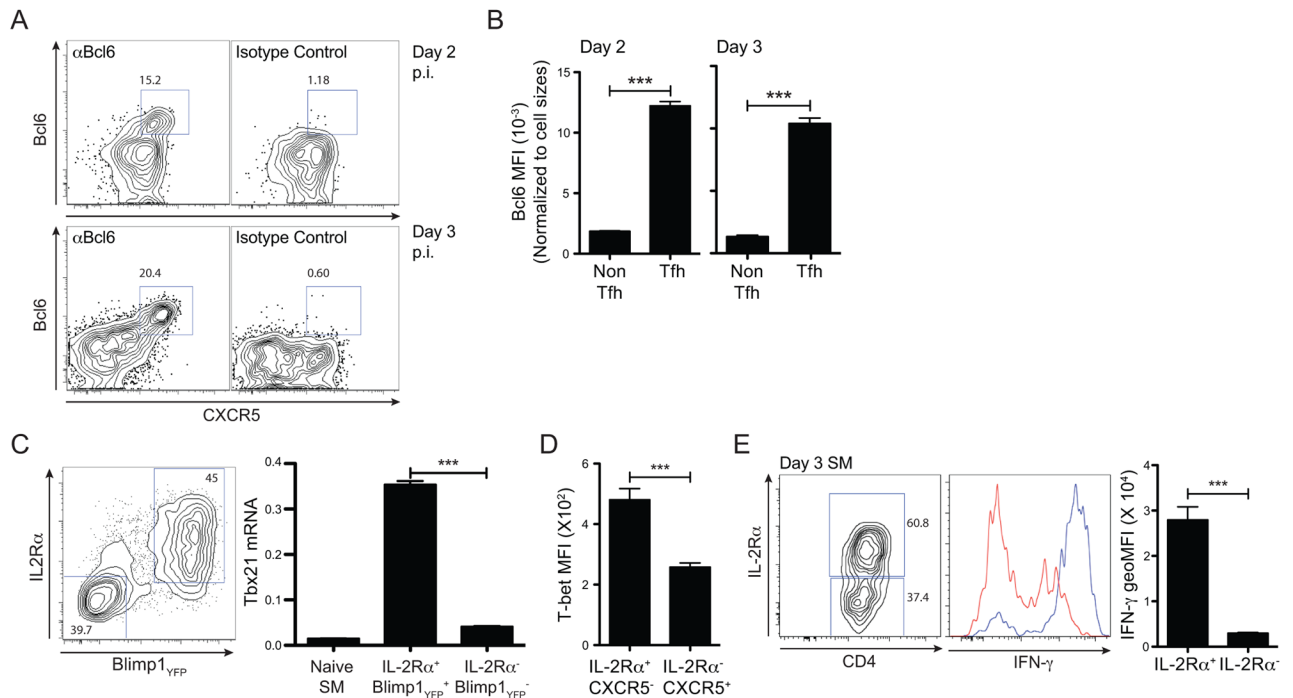 A
αBcl6
Isotype Control
Day 2
p.i.
15.2
1.18
Bcl6
αBcl6
Isotype Control
Day 3
p.i.
20.4
0.60
Bcl6
CXCR5
B
Day 2
Day 3
Bcl6 MFI (10⁻³)
(Normalized to cell sizes)
15
10
5
0
***
***
Non
Tfh
Tfh
Non
Tfh
Tfh
C
45
39.7
IL2Rα
Blimp1YFP
Tbx21 mRNA
0.4
0.3
0.2
0.1
0.0
***
Naive
SM
IL-2Rα⁺
Blimp1YFP⁺
IL-2Rα⁻
Blimp1YFP⁻
D
T-bet MFI (X10²)
6
4
2
0
***
IL-2Rα⁺
CXCR5⁻
IL-2Rα⁻
CXCR5⁺
E
Day 3 SM
IL-2Rα
60.8
37.4
CD4
IFN-γ
IFN-γ geoMFI (X 10⁴)
4
3
2
1
0
***
IL-2Rα⁺
IL-2Rα⁻